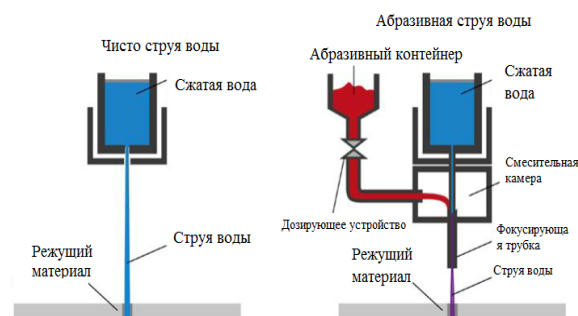 Чисто струя воды
Сжатая вода
Струя воды
Режущий
материал
Абразивная струя воды
Абразивный контейнер
Сжатая
вода
Смесительная
камера
Дозирующее устройство
Фокусирующа
я трубка
Режущий
материал
Струя воды